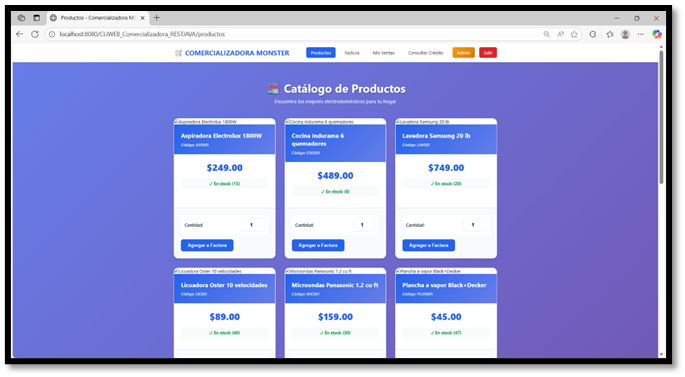 Productos - Comercializadora MON
localhost:8080/CLIWEB_Comercializadora_RESTJAVA/productos
COMERCIALIZADORA MONSTER
Productos
Factura
Mis Ventas
Consultar Crédito
Admin
Salir
Catálogo de Productos
Encuentra los mejores electrodomésticos para tu hogar
Aspiradora Electrolux 1800W
Cocina Indurama 6 quemadores
Lavadora Samsung 20 lb
Aspiradora Electrolux 1800W
Código: ASP001
Cocina Indurama 6
quemadores
Código: COC001
Lavadora Samsung 20 lb
Código: LAV001
$249.00
✓ En stock (15)
$489.00
✓ En stock (8)
$749.00
✓ En stock (20)
Cantidad:
1
Cantidad:
1
Cantidad:
1
Agregar a Factura
Agregar a Factura
Agregar a Factura
Licuadora Oster 10 velocidades
Microondas Panasonic 1.2 cu ft
Plancha a vapor Black+Decker
Licuadora Oster 10 velocidades
Código: LIC001
Microondas Panasonic 1.2 cu ft
Código: MIC001
Plancha a vapor Black+Decker
Código: PLAN001
$89.00
✓ En stock (40)
$159.00
✓ En stock (30)
$45.00
✓ En stock (47)